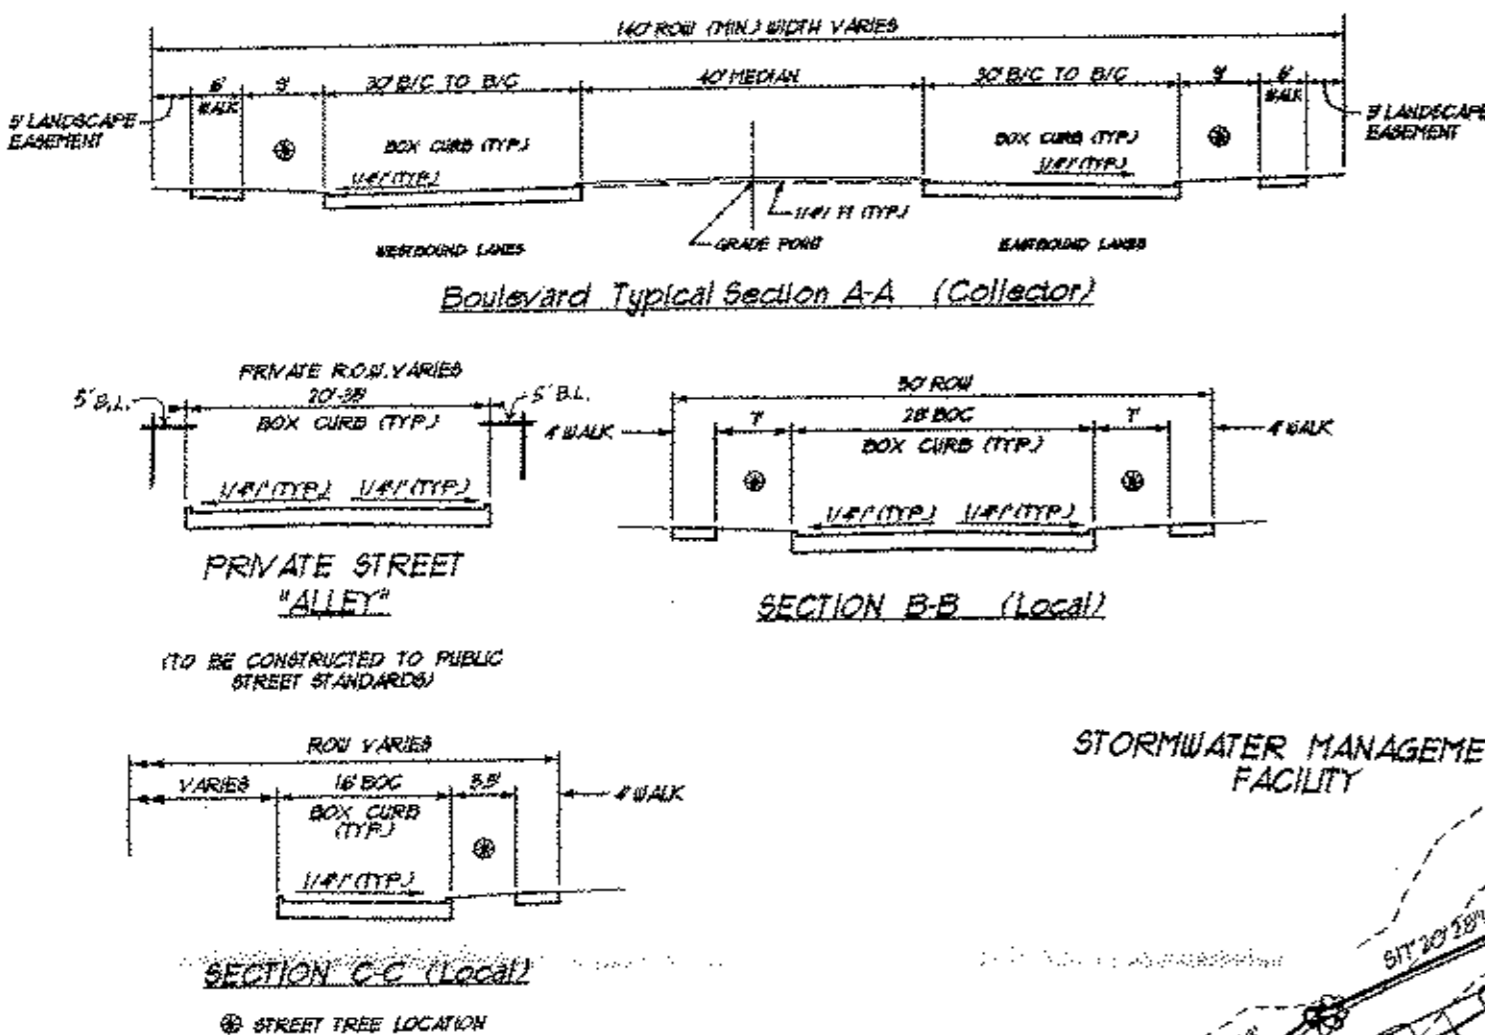 140' ROW (MIN.) WIDTH VARIES
6' 9' 30' B/C TO B/C 40' MEDIAN 30' B/C TO B/C 9' 6'
WALK WALK
5' LANDSCAPE EASEMENT
5' LANDSCAPE EASEMENT
BOX CURB (TYP.)
BOX CURB (TYP.)
1/4"/' (TYP.)
1/4"/' (TYP.)
1/4"/ FT (TYP.)
WESTBOUND LANES
GRADE POINT
EASTBOUND LANES
Boulevard Typical Section A-A (Collector)
PRIVATE R.O.W. VARIES
20'-38'
5' B.L.
5' B.L.
BOX CURB (TYP.)
1/4"/' (TYP.) 1/4"/' (TYP.)
PRIVATE STREET
"ALLEY"
(TO BE CONSTRUCTED TO PUBLIC
STREET STANDARDS)
50' ROW
7' 28' BOC 7'
4' WALK
4' WALK
BOX CURB (TYP.)
1/4"/' (TYP.) 1/4"/' (TYP.)
SECTION B-B (Local)
ROW VARIES
VARIES 16' BOC 5.5'
4' WALK
BOX CURB
(TYP.)
1/4"/' (TYP.)
SECTION C-C (Local)
STREET TREE LOCATION
STORMWATER MANAGEME
FACILITY